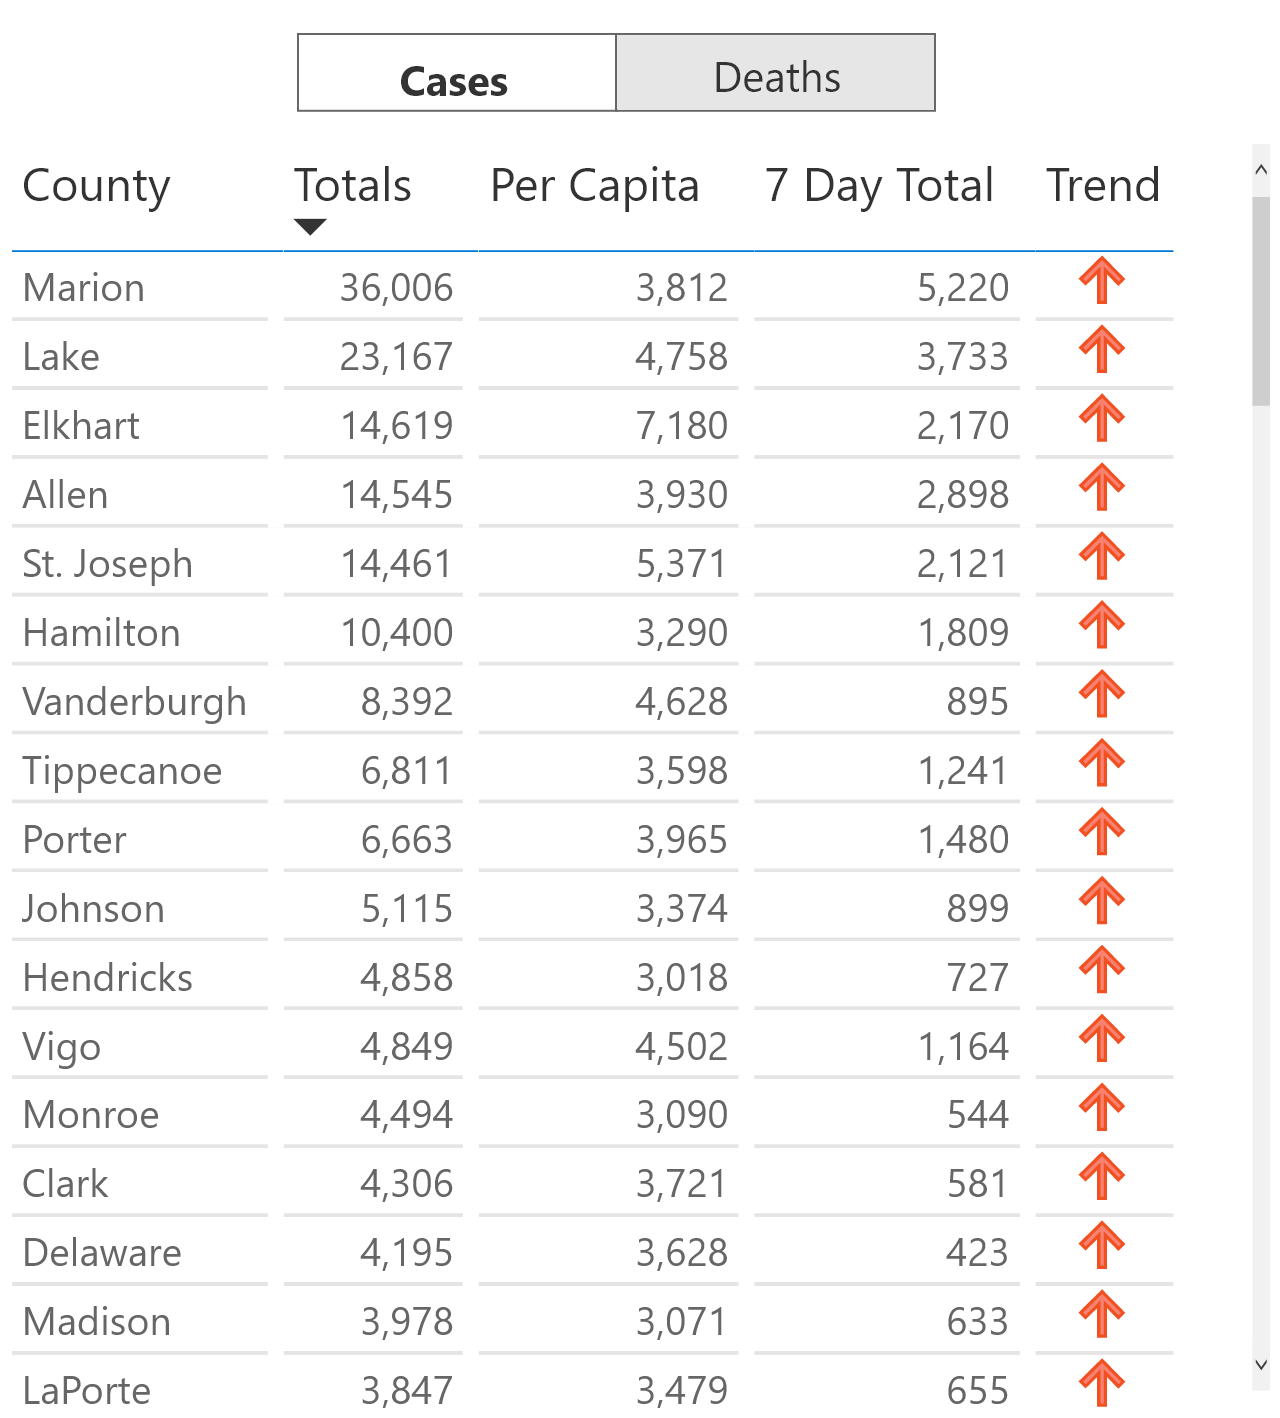 Cases Deaths
County Totals Per Capita 7 Day Total Trend
Marion 36,006 3,812 5,220
Lake 23,167 4,758 3,733
Elkhart 14,619 7,180 2,170
Allen 14,545 3,930 2,898
St. Joseph 14,461 5,371 2,121
Hamilton 10,400 3,290 1,809
Vanderburgh 8,392 4,628 895
Tippecanoe 6,811 3,598 1,241
Porter 6,663 3,965 1,480
Johnson 5,115 3,374 899
Hendricks 4,858 3,018 727
Vigo 4,849 4,502 1,164
Monroe 4,494 3,090 544
Clark 4,306 3,721 581
Delaware 4,195 3,628 423
Madison 3,978 3,071 633
LaPorte 3,847 3,479 655